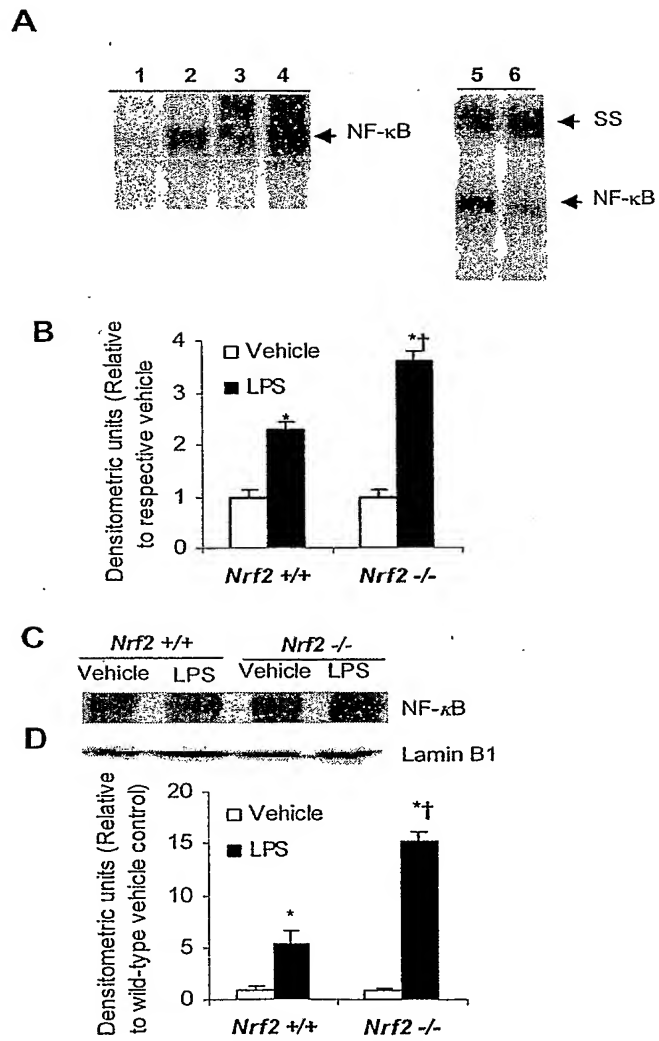 A
1 2 3 4
5 6
NF-κB
SS
NF-κB
B
Densitometric units (Relative
to respective vehicle
4
3
2
1
0
Vehicle
LPS
*
*†
Nrf2 +/+
Nrf2 -/-
C
Nrf2 +/+
Nrf2 -/-
Vehicle LPS Vehicle LPS
NF-κB
D
Lamin B1
Densitometric units (Relative
to wild-type vehicle control)
20
15
10
5
0
Vehicle
LPS
*
*†
Nrf2 +/+
Nrf2 -/-